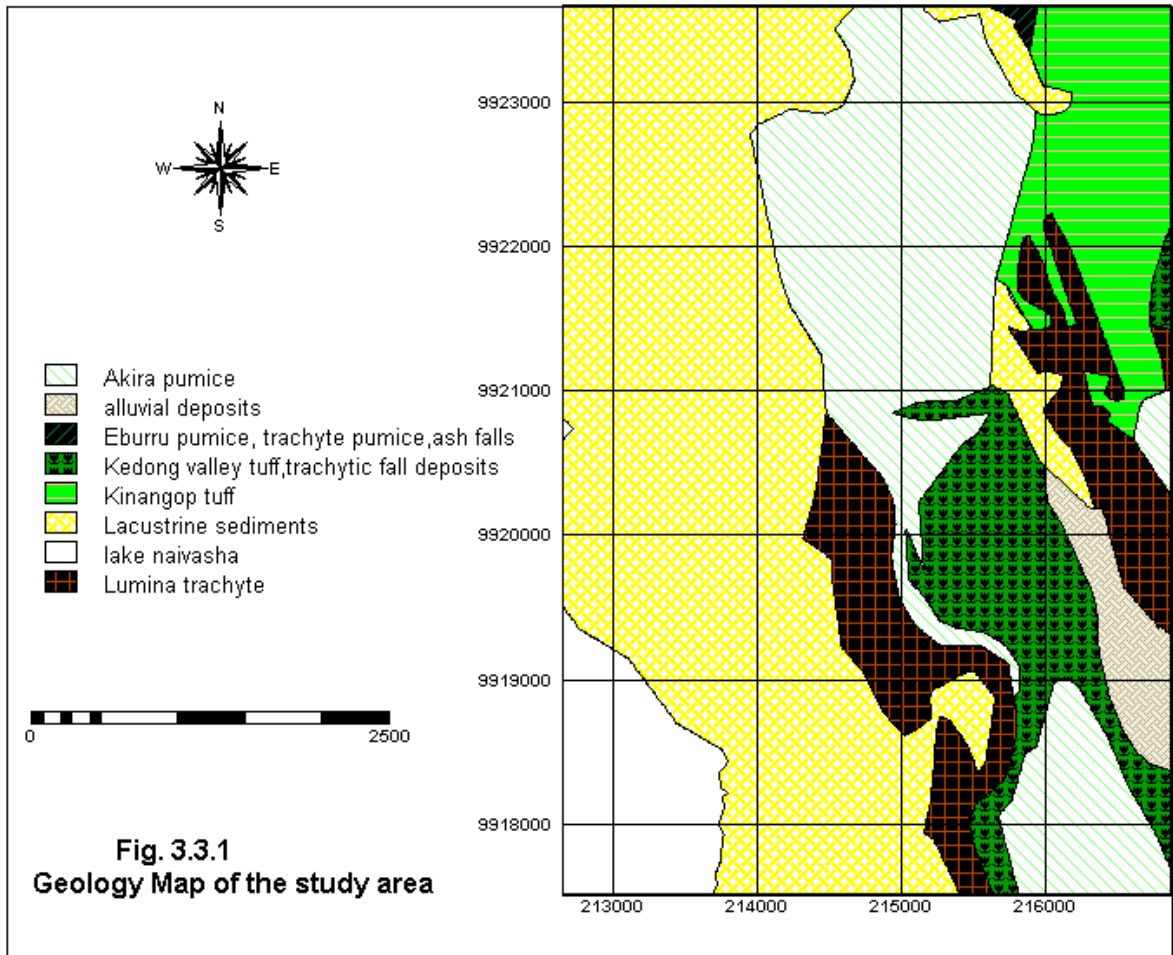 N
W E
S
Akira pumice
alluvial deposits
Eburru pumice, trachyte pumice,ash falls
Kedong valley tuff,trachytic fall deposits
Kinangop tuff
Lacustrine sediments
lake naivasha
Lumina trachyte
0 2500
Fig. 3.3.1
Geology Map of the study area
9923000
9922000
9921000
9920000
9919000
9918000
213000 214000 215000 216000